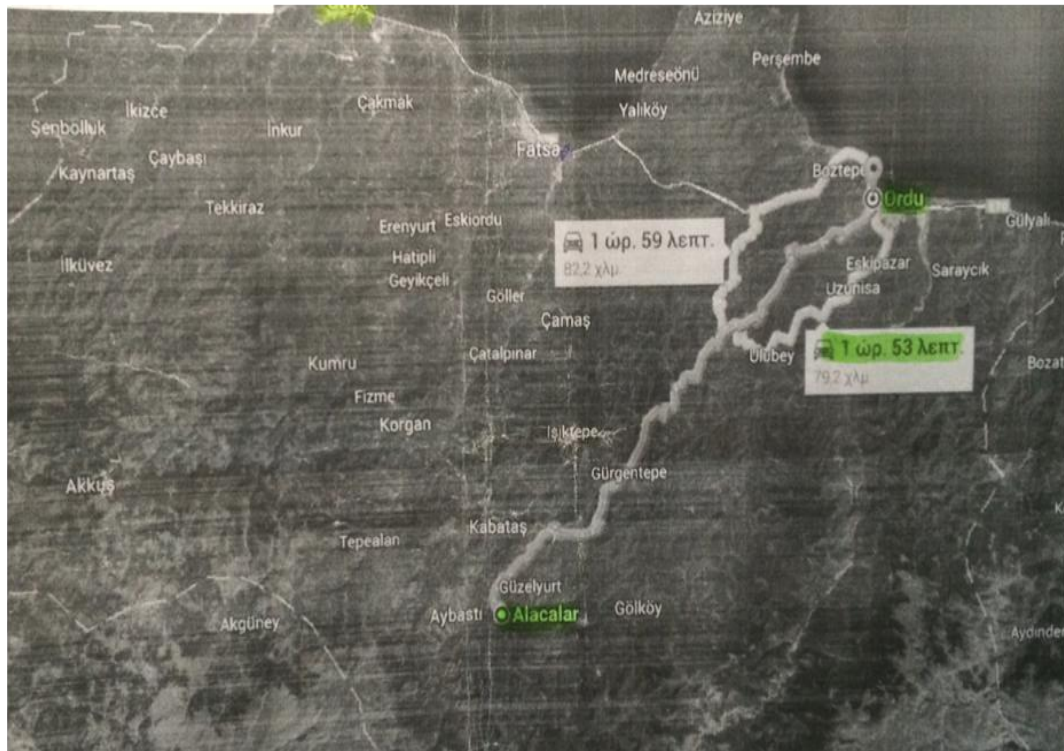 Aziziye
Perşembe
Medreseönü
Çakmak
Yalıköy
İkizce
Şenbolluk
İnkur
Fatsa
Çaybaşı
Kaynartaş
Boztepe
Ordu
Tekkiraz
Eskiordu
Erenyurt
Gülyalı
1 ώρ. 59 λεπτ.
82,2 χλμ
Hatipli
İlküvez
Eskipazar
Saraycık
Geyikçeli
Uzunisa
Göller
Çamaş
1 ώρ. 53 λεπτ.
79,2 χλμ
Çatalpınar
Ulubey
Kumru
Bozat
Fizme
Korgan
Işıktepe
Gürgentepe
Akkuş
Kabataş
Tepealan
Güzelyurt
Aybastı
Alacalar
Gölköy
Akgüney
Aydınder